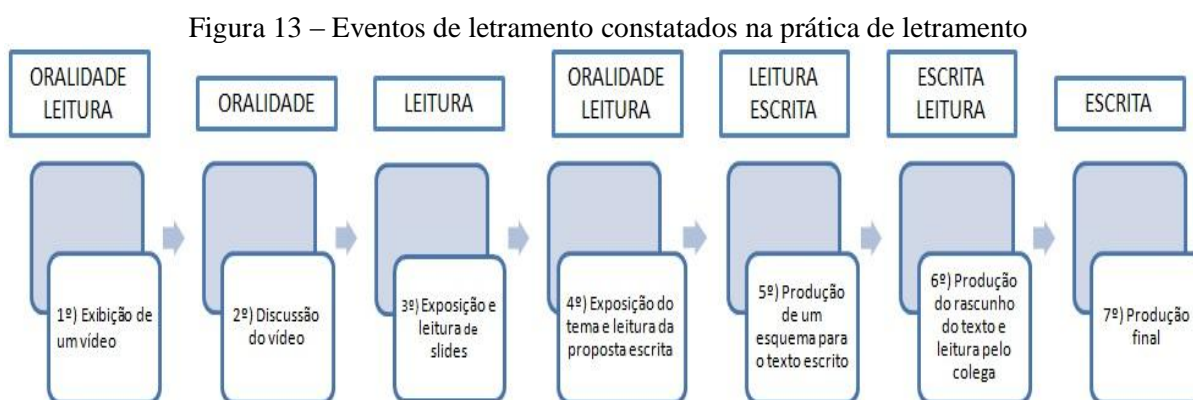 Figura 13 – Eventos de letramento constatados na prática de letramento
ORALIDADE
LEITURA
ORALIDADE
LEITURA
ORALIDADE
LEITURA
LEITURA
ESCRITA
ESCRITA
LEITURA
ESCRITA
1º) Exibição de
um vídeo
2º) Discussão
do vídeo
3º) Exposição e
leitura de
slides
4º) Exposição do
tema e leitura da
proposta escrita
5º) Produção
de um
esquema para
o texto escrito
6º) Produção
do rascunho
do texto e
leitura pelo
colega
7º) Produção
final